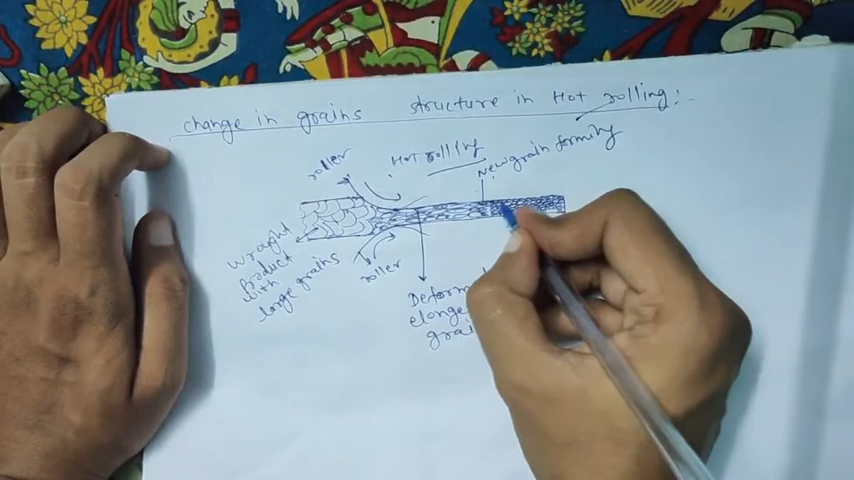 change in grains structure in Hot rolling:-
roller
Hot rolling
New grain forming
wrought
Product
with
large grains
roller
Deform
elonge
grai